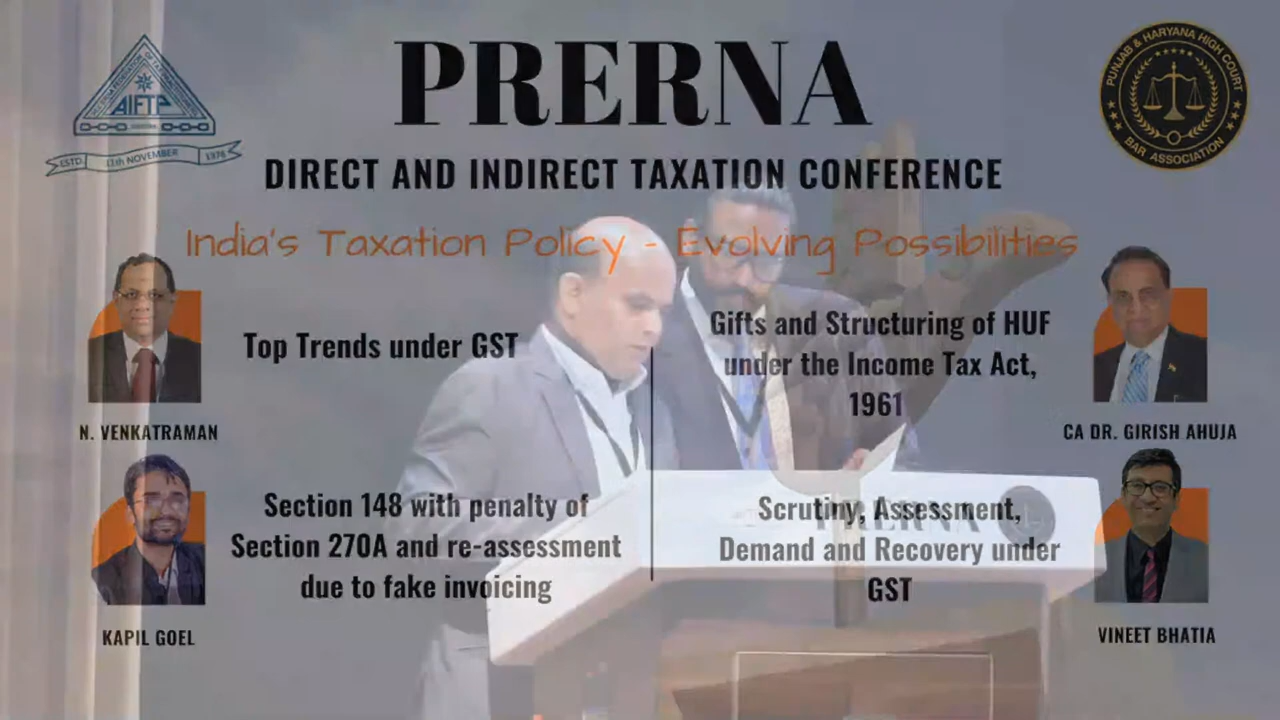 PRERNA
DIRECT AND INDIRECT TAXATION CONFERENCE
India's Taxation Policy - Evolving Possibilities
AIFTP
ESTD. 11th NOVEMBER 1976
PUNJAB & HARYANA HIGH COURT
BAR ASSOCIATION
Top Trends under GST
N. VENKATRAMAN
Gifts and Structuring of HUF
under the Income Tax Act,
1961
CA DR. GIRISH AHUJA
Section 148 with penalty of
Section 270A and re-assessment
due to fake invoicing
KAPIL GOEL
Scrutiny, Assessment,
Demand and Recovery under
GST
VINEET BHATIA
PRERNA